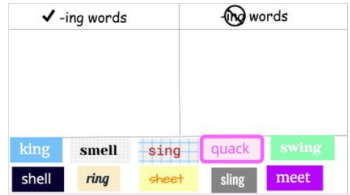 ✔ -ing words
-ing words
king smell sing quack swing
shell ring sheet sling meet